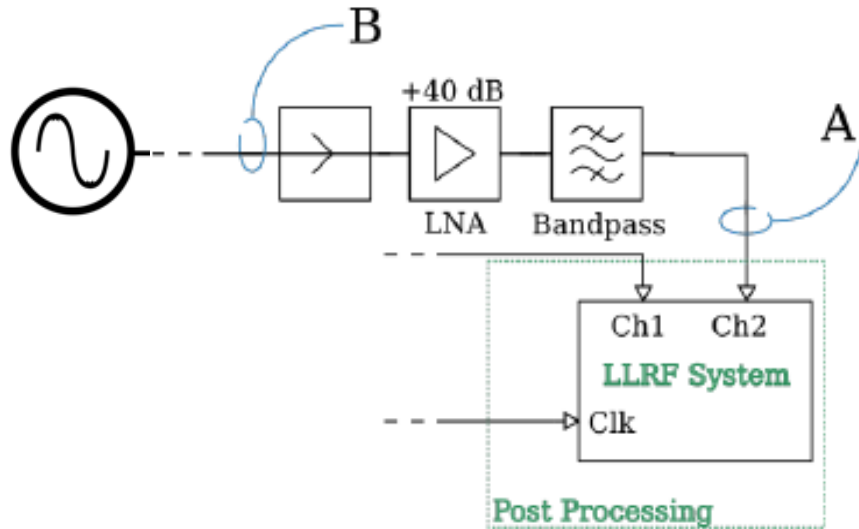 B
+40 dB
A
LNA
Bandpass
Ch1
Ch2
LLRF System
Clk
Post Processing